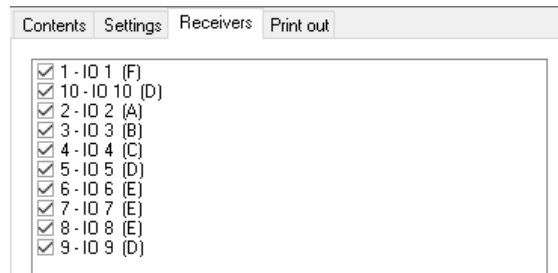 Contents Settings Receivers Print out
1 - IO 1 (F)
10 - IO 10 (D)
2 - IO 2 (A)
3 - IO 3 (B)
4 - IO 4 (C)
5 - IO 5 (D)
6 - IO 6 (E)
7 - IO 7 (E)
8 - IO 8 (E)
9 - IO 9 (D)